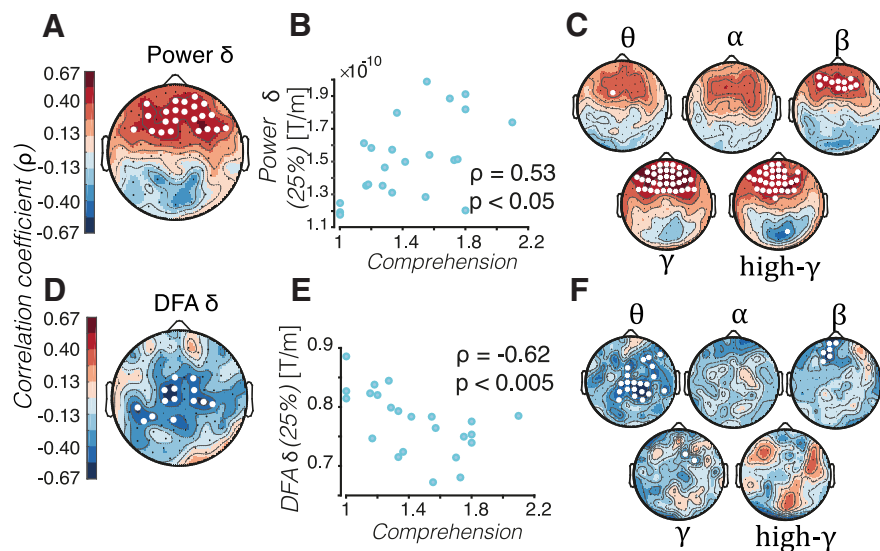 A
Power δ
0.67
0.40
0.13
-0.13
-0.40
-0.67
Correlation coefficient (ρ)
B
×10⁻¹⁰
1.9
1.7
1.5
1.3
1.1
Power δ
(25%) [T/m]
ρ = 0.53
p < 0.05
1
1.4
1.8
2.2
Comprehension
C
θ
α
β
γ
high-γ
D
DFA δ
0.67
0.40
0.13
-0.13
-0.40
-0.67
E
0.9
0.8
0.7
DFA δ (25%) [T/m]
ρ = -0.62
p < 0.005
1
1.4
1.8
2.2
Comprehension
F
θ
α
β
γ
high-γ